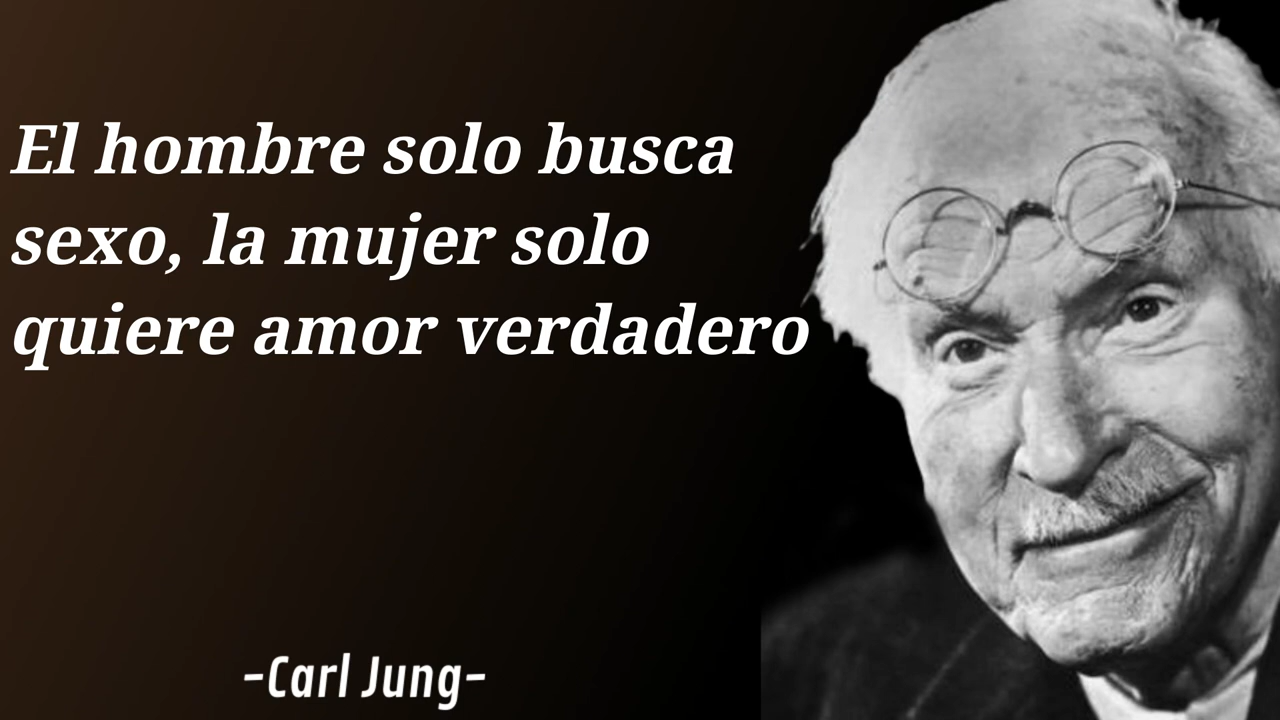 El hombre solo busca
sexo, la mujer solo
quiere amor verdadero
-Carl Jung-